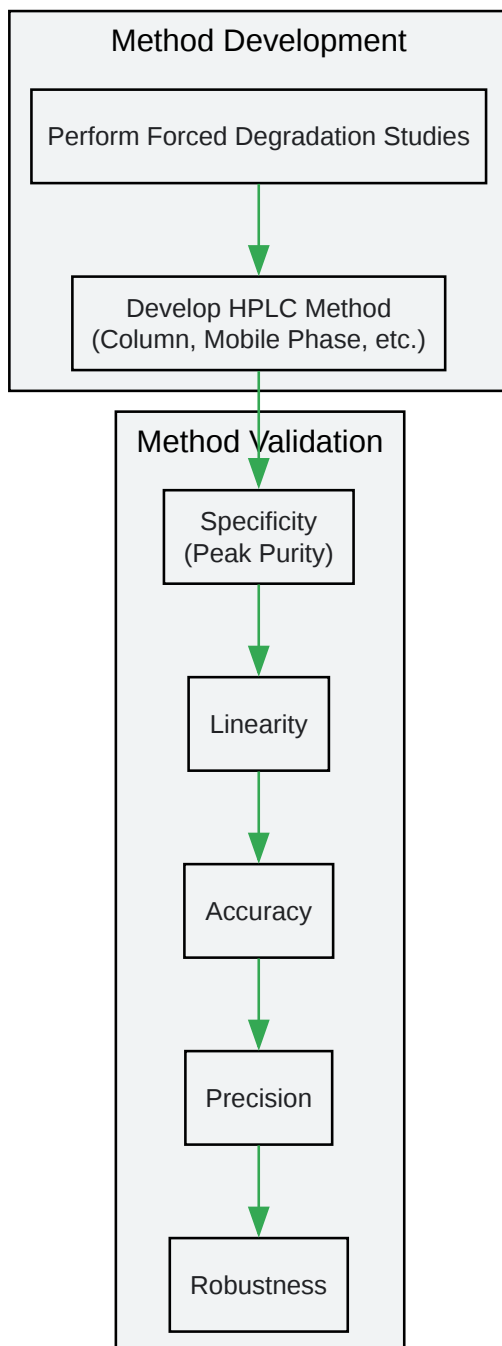 Method Development
Perform Forced Degradation Studies
Develop HPLC Method
(Column, Mobile Phase, etc.)
Method Validation
Specificity
(Peak Purity)
Linearity
Accuracy
Precision
Robustness